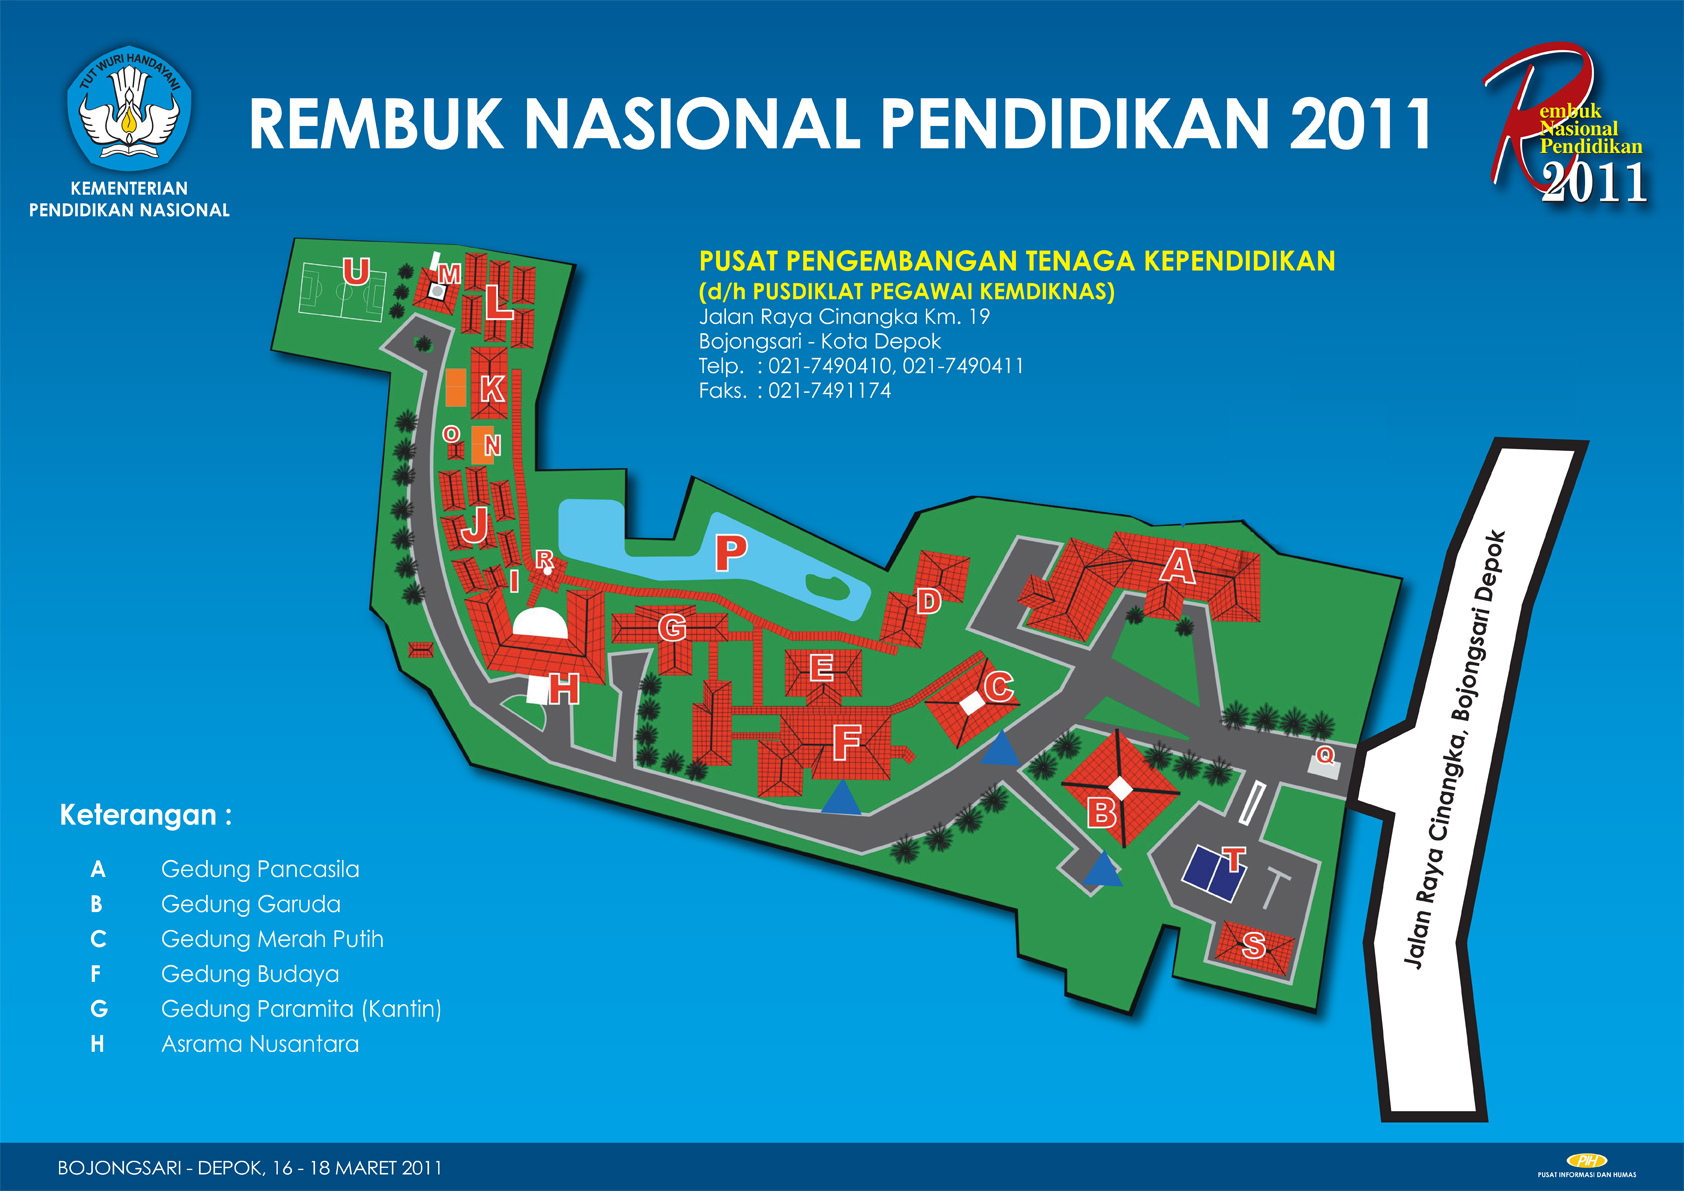 TUT WURI HANDAYANI
KEMENTERIAN
PENDIDIKAN NASIONAL
REMBUK NASIONAL PENDIDIKAN 2011
Rembuk
Nasional
Pendidikan
2011
PUSAT PENGEMBANGAN TENAGA KEPENDIDIKAN
(d/h PUSDIKLAT PEGAWAI KEMDIKNAS)
Jalan Raya Cinangka Km. 19
Bojongsari - Kota Depok
Telp. : 021-7490410, 021-7490411
Faks. : 021-7491174
U
M
L
K
O
N
J
I
R
P
H
G
E
F
D
C
A
B
Q
T
S
Jalan Raya Cinangka, Bojongsari Depok
Keterangan :
A Gedung Pancasila
B Gedung Garuda
C Gedung Merah Putih
F Gedung Budaya
G Gedung Paramita (Kantin)
H Asrama Nusantara
BOJONGSARI - DEPOK, 16 - 18 MARET 2011
PIH
PUSAT INFORMASI DAN HUMAS